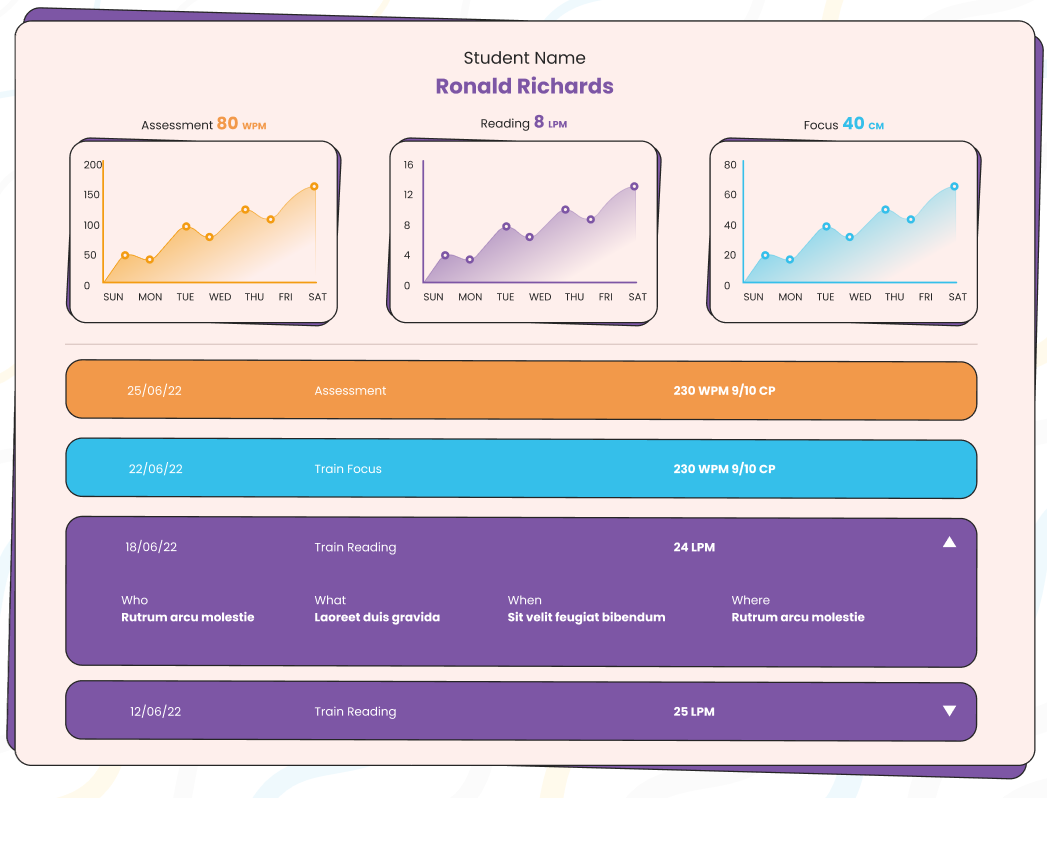 Student Name
Ronald Richards
Assessment 80 WPM
200
150
100
50
0
SUN MON TUE WED THU FRI SAT
Reading 8 LPM
16
12
8
4
0
SUN MON TUE WED THU FRI SAT
Focus 40 CM
80
60
40
20
0
SUN MON TUE WED THU FRI SAT
25/06/22 Assessment 230 WPM 9/10 CP
22/06/22 Train Focus 230 WPM 9/10 CP
18/06/22 Train Reading 24 LPM
Who What When Where
Rutrum arcu molestie Laoreet duis gravida Sit velit feugiat bibendum Rutrum arcu molestie
12/06/22 Train Reading 25 LPM